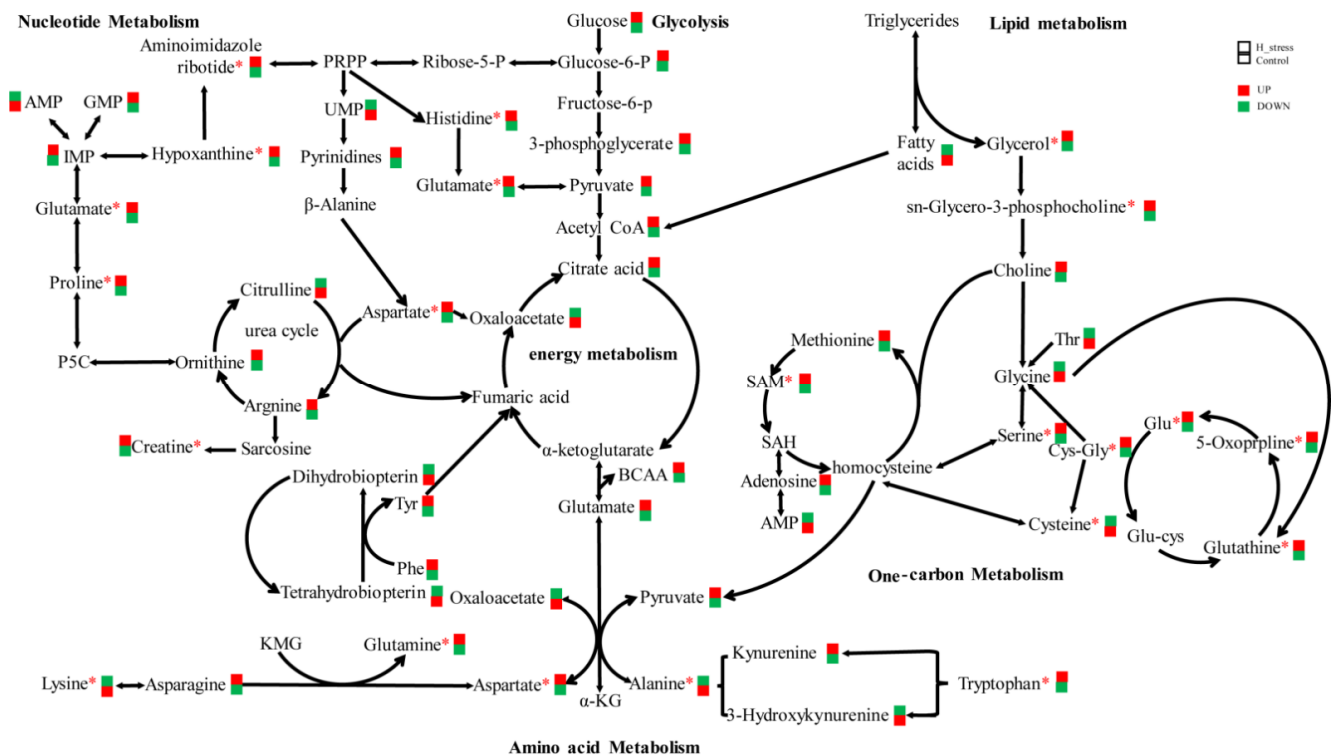 Nucleotide Metabolism
Glucose
Glycolysis
Triglycerides
Lipid metabolism
H_stress
Control
UP
DOWN
Aminoimidazole
ribotide*
PRPP
Ribose-5-P
Glucose-6-P
AMP
GMP
UMP
Fructose-6-p
Histidine*
IMP
Hypoxanthine*
Pyrinidines
3-phosphoglycerate
Fatty
acids
Glycerol*
Glutamate*
Pyruvate
Glutamate*
β-Alanine
sn-Glycero-3-phosphocholine*
Acetyl CoA
Proline*
Citrulline
Citrate acid
Choline
urea cycle
Aspartate*
Oxaloacetate
P5C
Ornithine
energy metabolism
Methionine
Thr
SAM*
Glycine
Argnine
Fumaric acid
Creatine*
Sarcosine
SAH
Serine*
Cys-Gly*
Glu*
5-Oxoprpline*
α-ketoglutarate
Dihydrobiopterin
BCAA
homocysteine
Adenosine
Tyr
Glutamate
AMP
Cysteine*
Glu-cys
Glutathine*
Phe
One-carbon Metabolism
Tetrahydrobiopterin
Oxaloacetate
Pyruvate
KMG
Glutamine*
Kynurenine
Lysine*
Asparagine
Aspartate*
α-KG
Alanine*
Tryptophan*
3-Hydroxykynurenine
Amino acid Metabolism